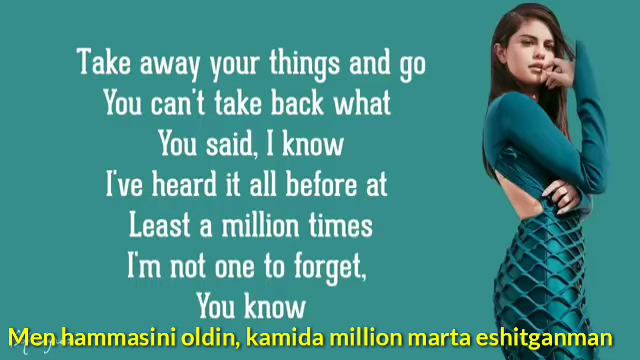 Take away your things and go
You can't take back what
You said, I know
I've heard it all before at
Least a million times
I'm not one to forget,
You know
Men hammasini oldin, kamida million marta eshitganman